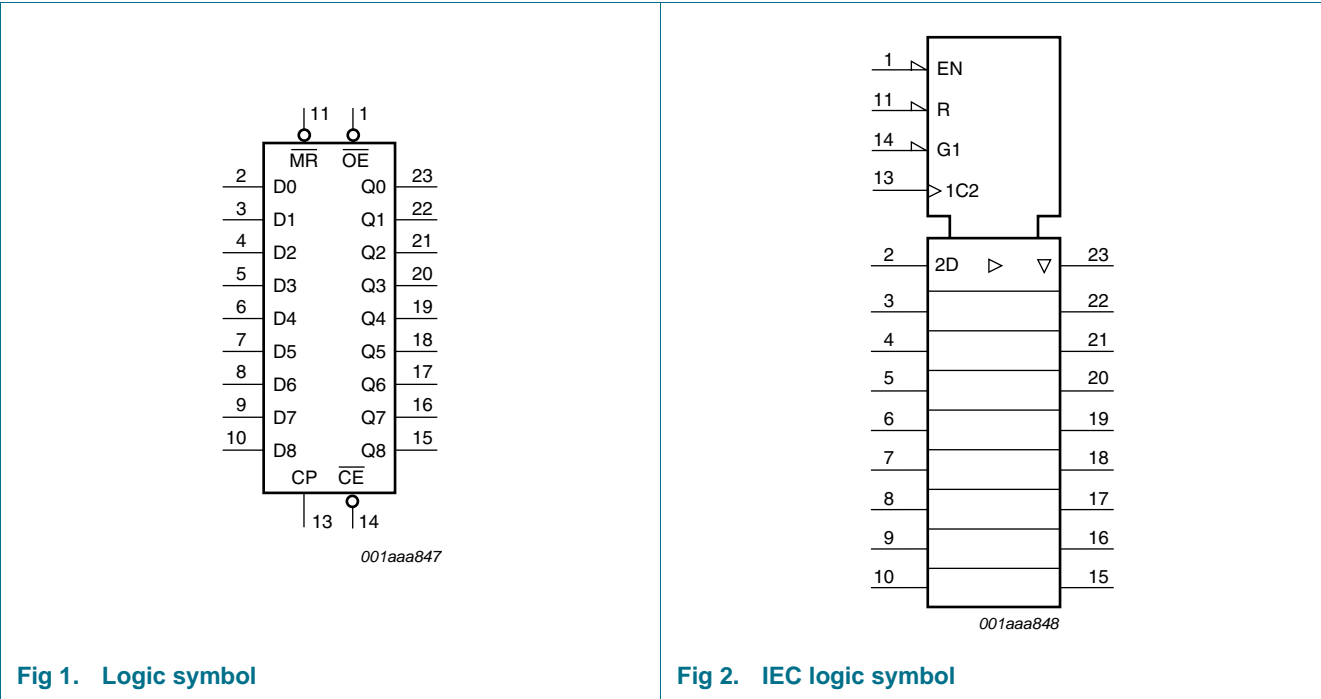 11 1
MR OE
2 D0 Q0 23
3 D1 Q1 22
4 D2 Q2 21
5 D3 Q3 20
6 D4 Q4 19
7 D5 Q5 18
8 D6 Q6 17
9 D7 Q7 16
10 D8 Q8 15
CP CE
13 14
001aaa847
Fig 1. Logic symbol
1 EN
11 R
14 G1
13 1C2
2 2D 23
3 22
4 21
5 20
6 19
7 18
8 17
9 16
10 15
001aaa848
Fig 2. IEC logic symbol